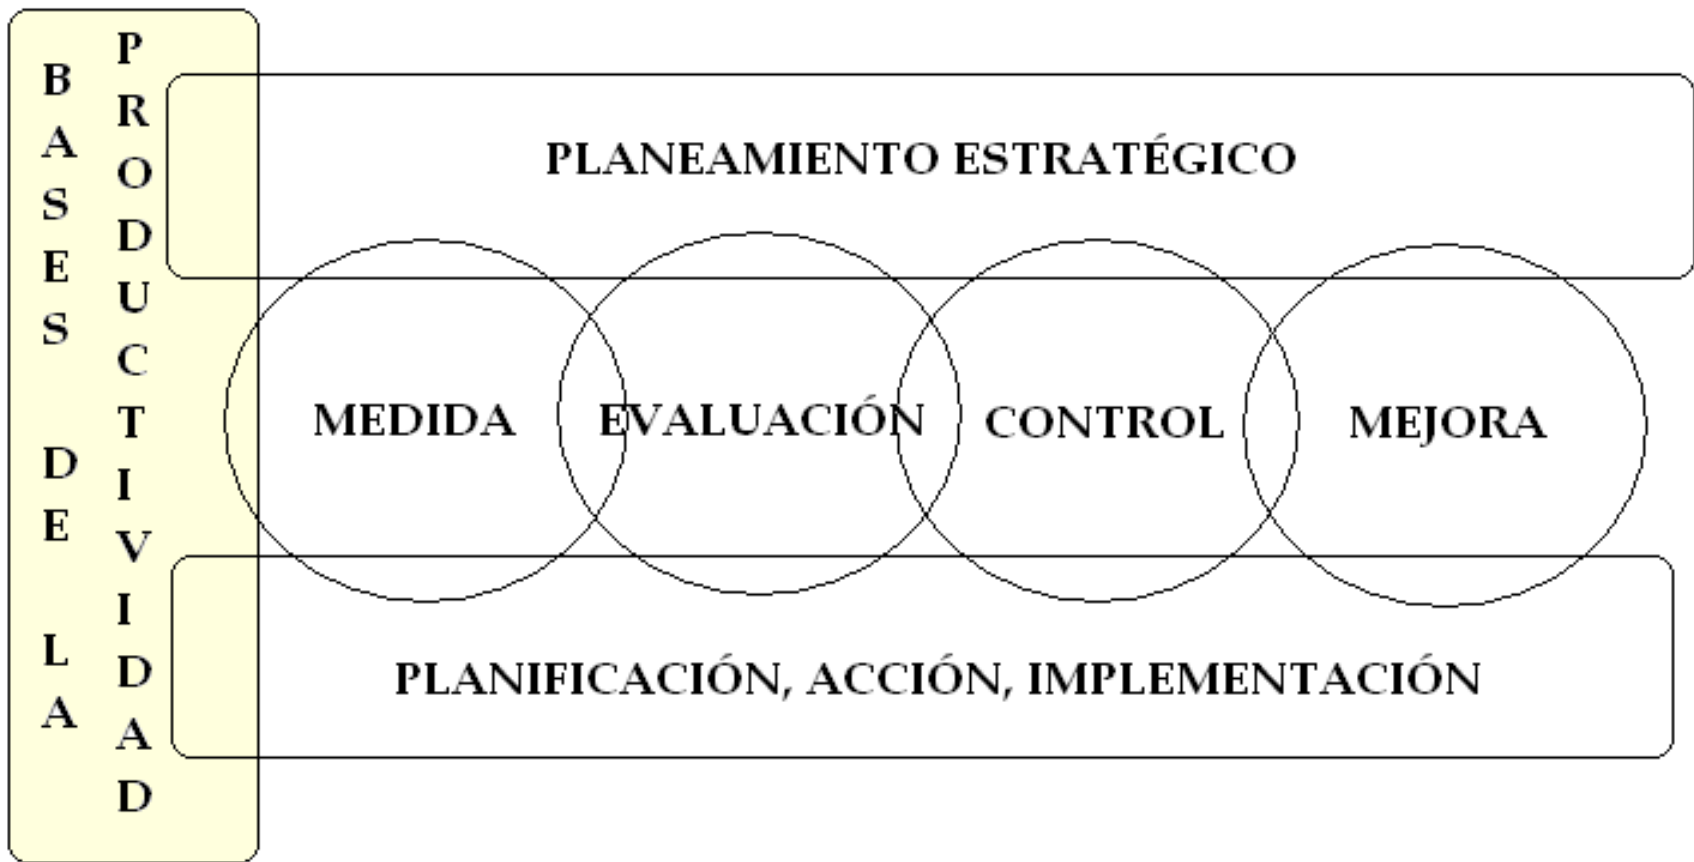 BASES DE LA
PRODUCTIVIDAD
PLANEAMIENTO ESTRATÉGICO
MEDIDA
EVALUACIÓN
CONTROL
MEJORA
PLANIFICACIÓN, ACCIÓN, IMPLEMENTACIÓN